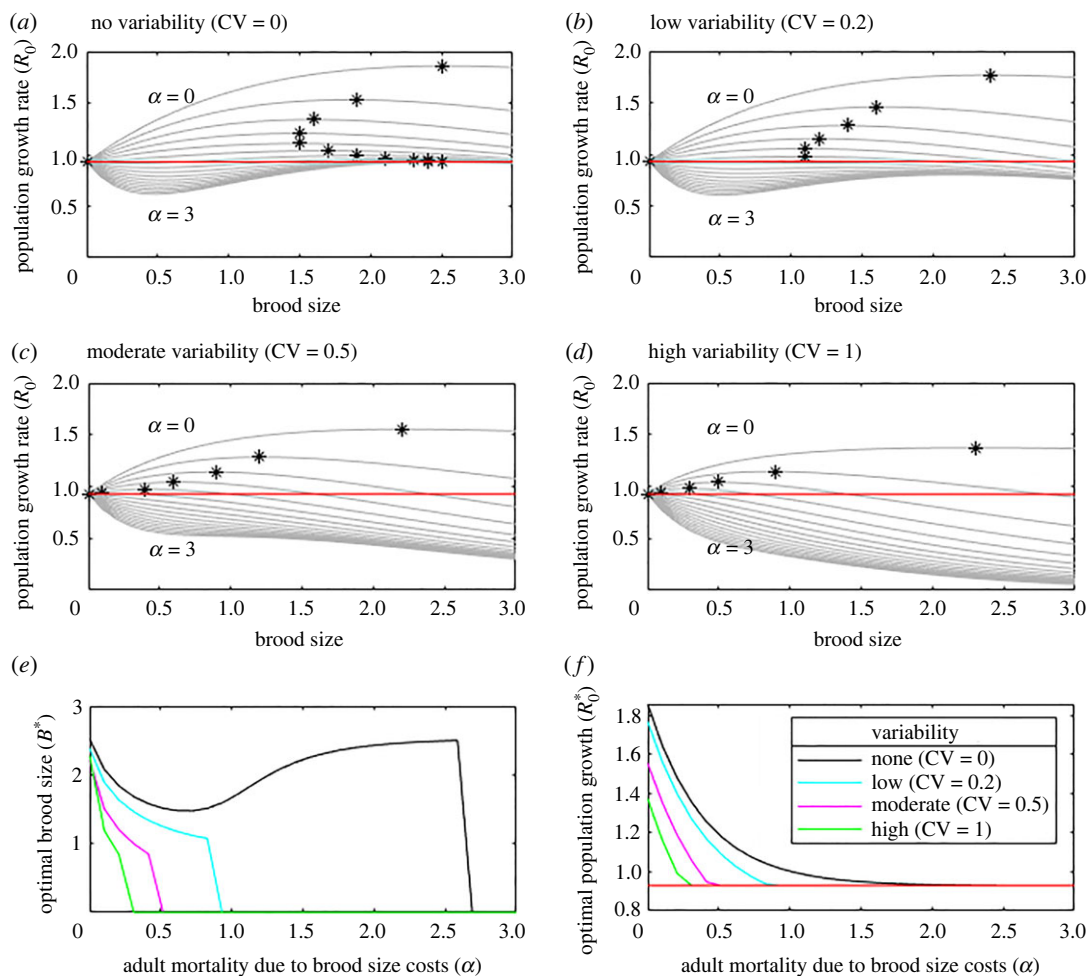 (a) no variability (CV = 0)
population growth rate (R0)
2.0
1.5
1.0
0.5
α = 0
α = 3
0 0.5 1.0 1.5 2.0 2.5 3.0
brood size
(b) low variability (CV = 0.2)
population growth rate (R0)
2.0
1.5
1.0
0.5
α = 0
α = 3
0 0.5 1.0 1.5 2.0 2.5 3.0
brood size
(c) moderate variability (CV = 0.5)
population growth rate (R0)
2.0
1.5
1.0
0.5
α = 0
α = 3
0 0.5 1.0 1.5 2.0 2.5 3.0
brood size
(d) high variability (CV = 1)
population growth rate (R0)
2.0
1.5
1.0
0.5
α = 0
α = 3
0 0.5 1.0 1.5 2.0 2.5 3.0
brood size
(e)
optimal brood size (B*)
3
2
1
0 0.5 1.0 1.5 2.0 2.5 3.0
adult mortality due to brood size costs (α)
(f)
optimal population growth (R0*)
1.8
1.6
1.4
1.2
1.0
0.8
variability
none (CV = 0)
low (CV = 0.2)
moderate (CV = 0.5)
high (CV = 1)
0 0.5 1.0 1.5 2.0 2.5 3.0
adult mortality due to brood size costs (α)